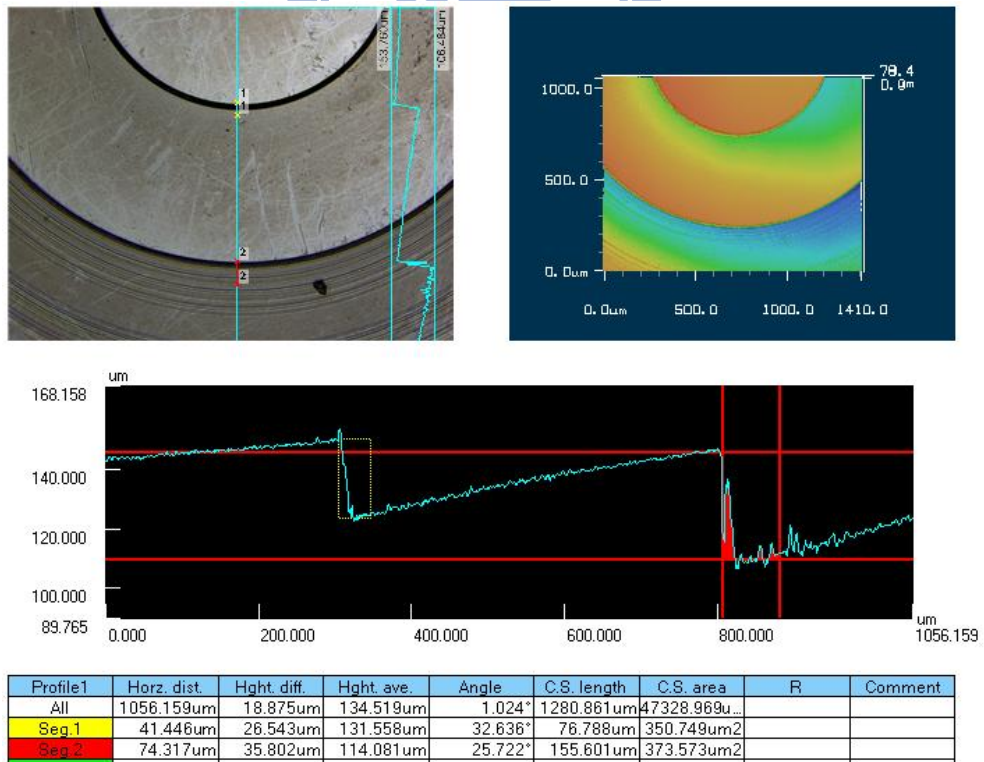 153.760um
106.484um
1
1
2
2
78.4
0.0m
1000.0
500.0
0.0um
0.0um 500.0 1000.0 1410.0
um
168.158
140.000
120.000
100.000
89.765
0.000 200.000 400.000 600.000 800.000 um
1056.159
Profile1 Horz. dist. Hght. diff. Hght. ave. Angle C.S. length C.S. area R Comment
All 1056.159um 18.875um 134.519um 1.024° 1280.861um 47328.969u...
Seg.1 41.446um 26.543um 131.558um 32.636° 76.788um 350.749um2
Seg.2 74.317um 35.802um 114.081um 25.722° 155.601um 373.573um2